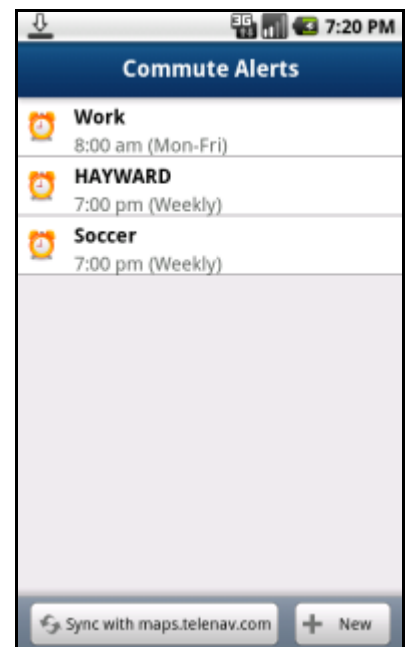 3G
7:20 PM
Commute Alerts
Work
8:00 am (Mon-Fri)
HAYWARD
7:00 pm (Weekly)
Soccer
7:00 pm (Weekly)
Sync with maps.telenav.com
New